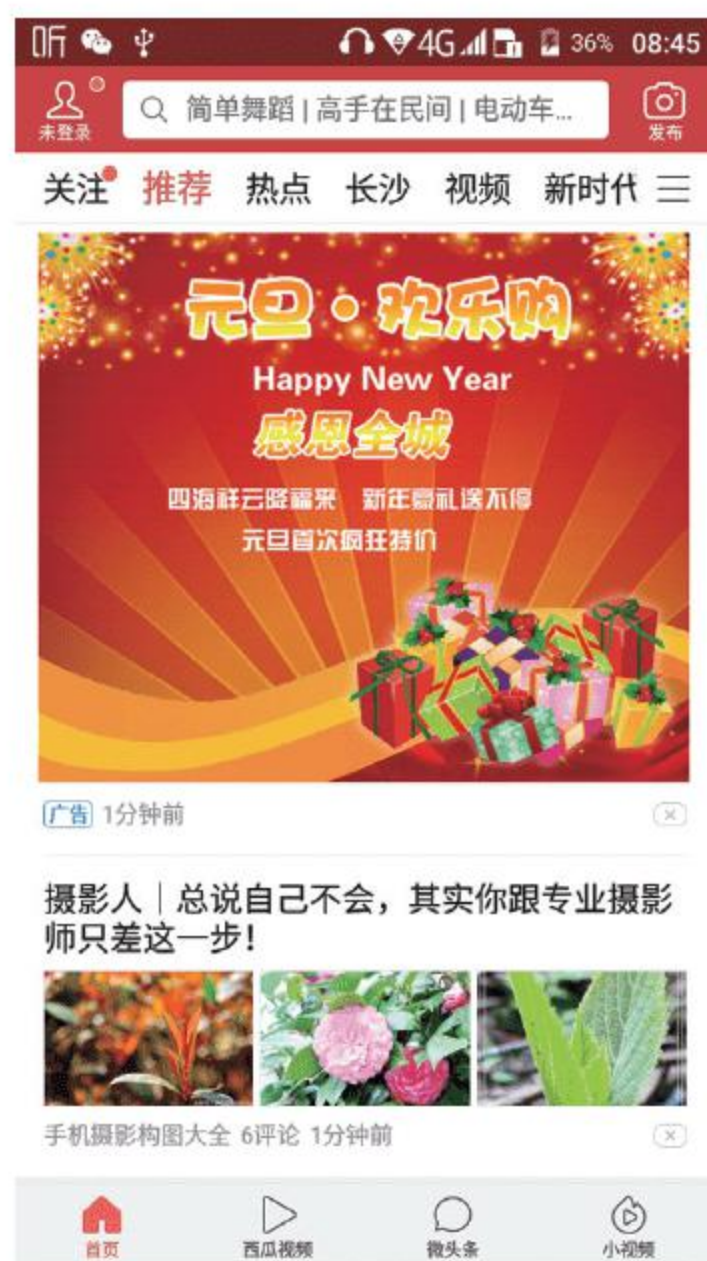 听 4G 36% 08:45
未登录 简单舞蹈 | 高手在民间 | 电动车... 发布
关注 推荐 热点 长沙 视频 新时代
元旦·欢乐购
Happy New Year
感恩全城
四海祥云降福来 新年豪礼送不停
元旦首次疯狂特价
广告 1分钟前
摄影人｜总说自己不会，其实你跟专业摄影
师只差这一步！
手机摄影构图大全 6评论 1分钟前
首页 西瓜视频 微头条 小视频